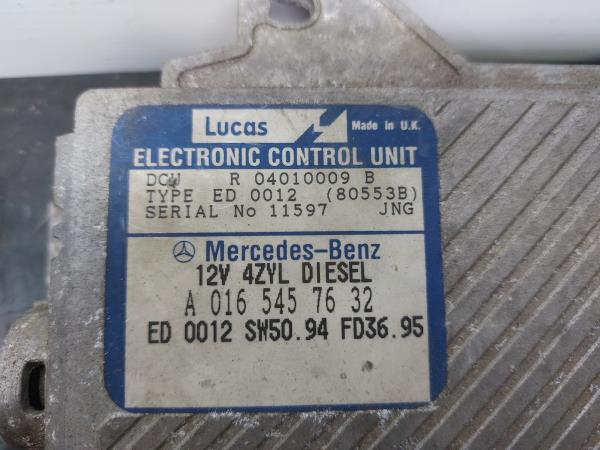 Lucas
Made in U.K.
ELECTRONIC CONTROL UNIT
DCU R 04010009 B
TYPE ED 0012 (80553B)
SERIAL No 11597 JNG
Mercedes-Benz
12V 4ZYL DIESEL
A 016 545 76 32
ED 0012 SW50.94 FD36.95